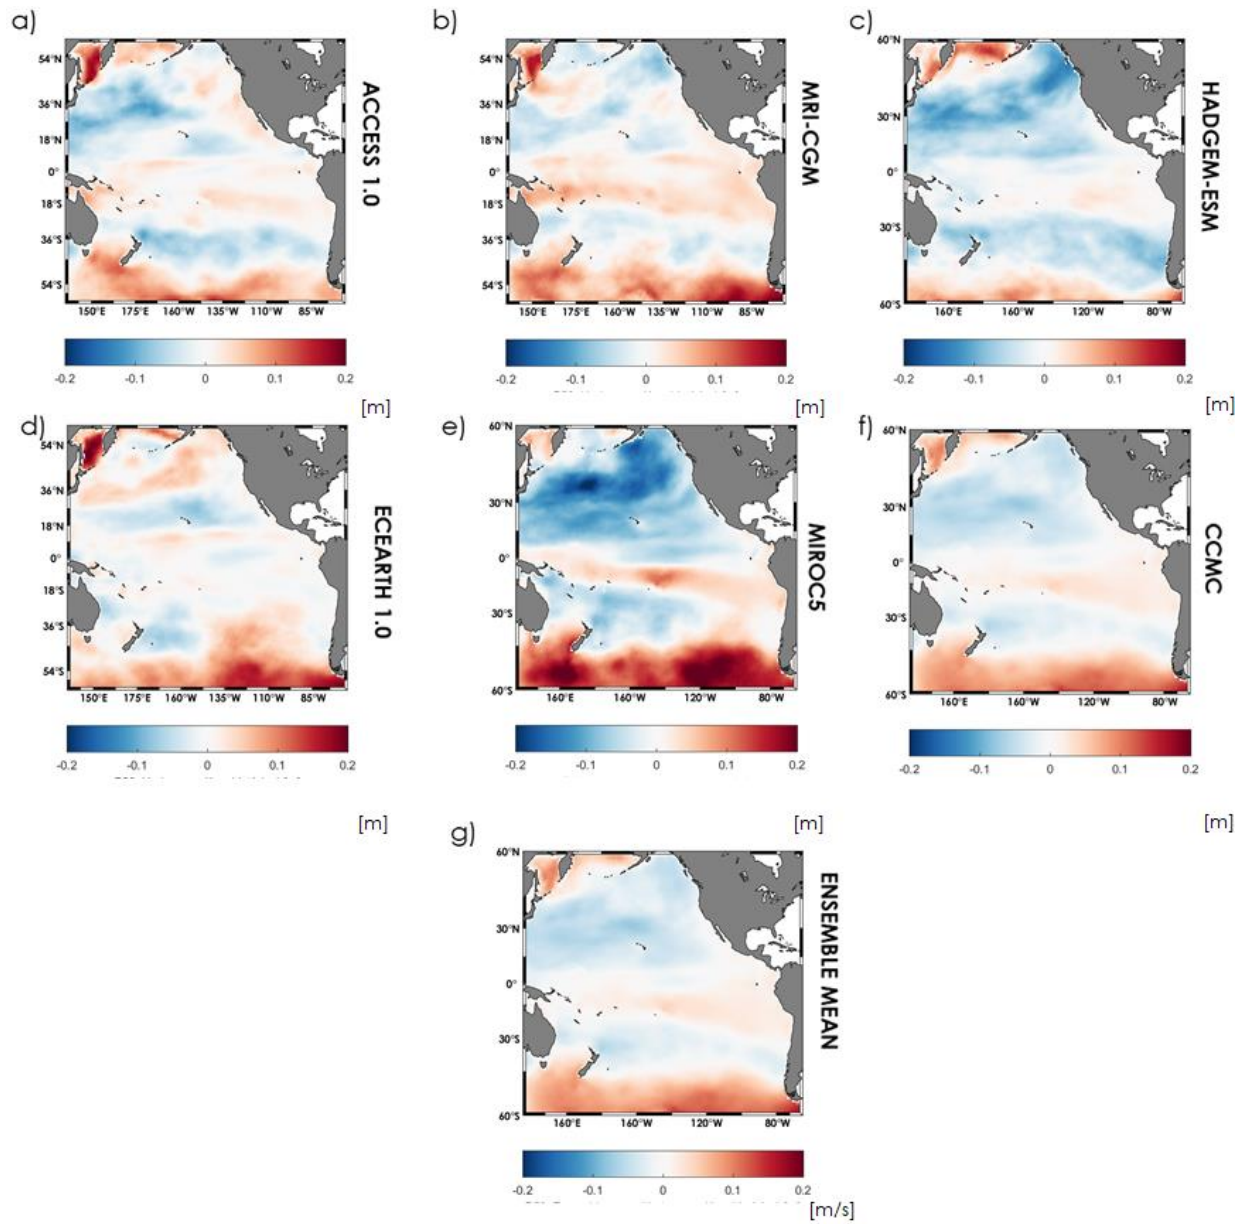 a)
54°N
36°N
18°N
0°
18°S
36°S
54°S
150°E 175°E 160°W 135°W 110°W 85°W
ACCESS 1.0
-0.2 -0.1 0 0.1 0.2
[m]
b)
54°N
36°N
18°N
0°
18°S
36°S
54°S
150°E 175°E 160°W 135°W 110°W 85°W
MRI-CGM
-0.2 -0.1 0 0.1 0.2
[m]
c)
60°N
30°N
0°
30°S
60°S
160°E 160°W 120°W 80°W
HADGEM-ESM
-0.2 -0.1 0 0.1 0.2
[m]
d)
54°N
36°N
18°N
0°
18°S
36°S
54°S
150°E 175°E 160°W 135°W 110°W 85°W
ECEARTH 1.0
-0.2 -0.1 0 0.1 0.2
[m]
e)
60°N
30°N
0°
30°S
60°S
160°E 140°W 120°W 80°W
MIROC5
-0.2 -0.1 0 0.1 0.2
[m]
f)
60°N
30°N
0°
30°S
60°S
160°E 160°W 120°W 80°W
CCMC
-0.2 -0.1 0 0.1 0.2
[m]
g)
60°N
30°N
0°
30°S
60°S
160°E 160°W 120°W 80°W
ENSEMBLE MEAN
-0.2 -0.1 0 0.1 0.2
[m/s]